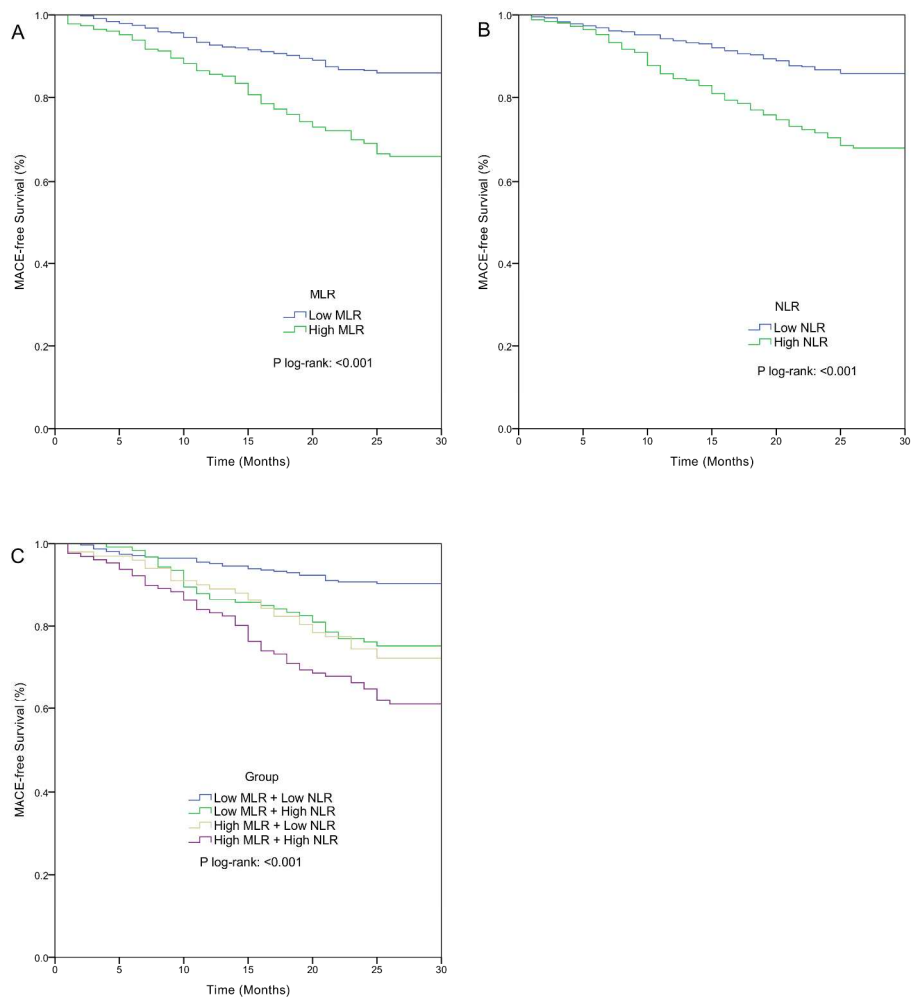 A
MACE-free Survival (%)
1.0
0.8
0.6
0.4
0.2
0.0
MLR
Low MLR
High MLR
P log-rank: <0.001
0 5 10 15 20 25 30
Time (Months)
B
MACE-free Survival (%)
1.0
0.8
0.6
0.4
0.2
0.0
NLR
Low NLR
High NLR
P log-rank: <0.001
0 5 10 15 20 25 30
Time (Months)
C
MACE-free Survival (%)
1.0
0.8
0.6
0.4
0.2
0.0
Group
Low MLR + Low NLR
Low MLR + High NLR
High MLR + Low NLR
High MLR + High NLR
P log-rank: <0.001
0 5 10 15 20 25 30
Time (Months)